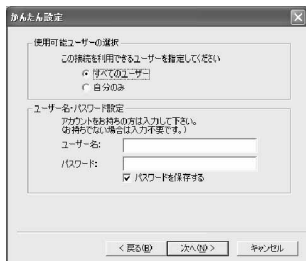 かんたん設定
使用可能ユーザーの選択
この接続を利用できるユーザーを指定してください
すべてのユーザー
自分のみ
ユーザー名・パスワード設定
アカウントをお持ちの方は入力して下さい。
(お持ちでない場合は入力不要です。)
ユーザー名:
パスワード:
パスワードを保存する
< 戻る(B)
次へ(N) >
キャンセル